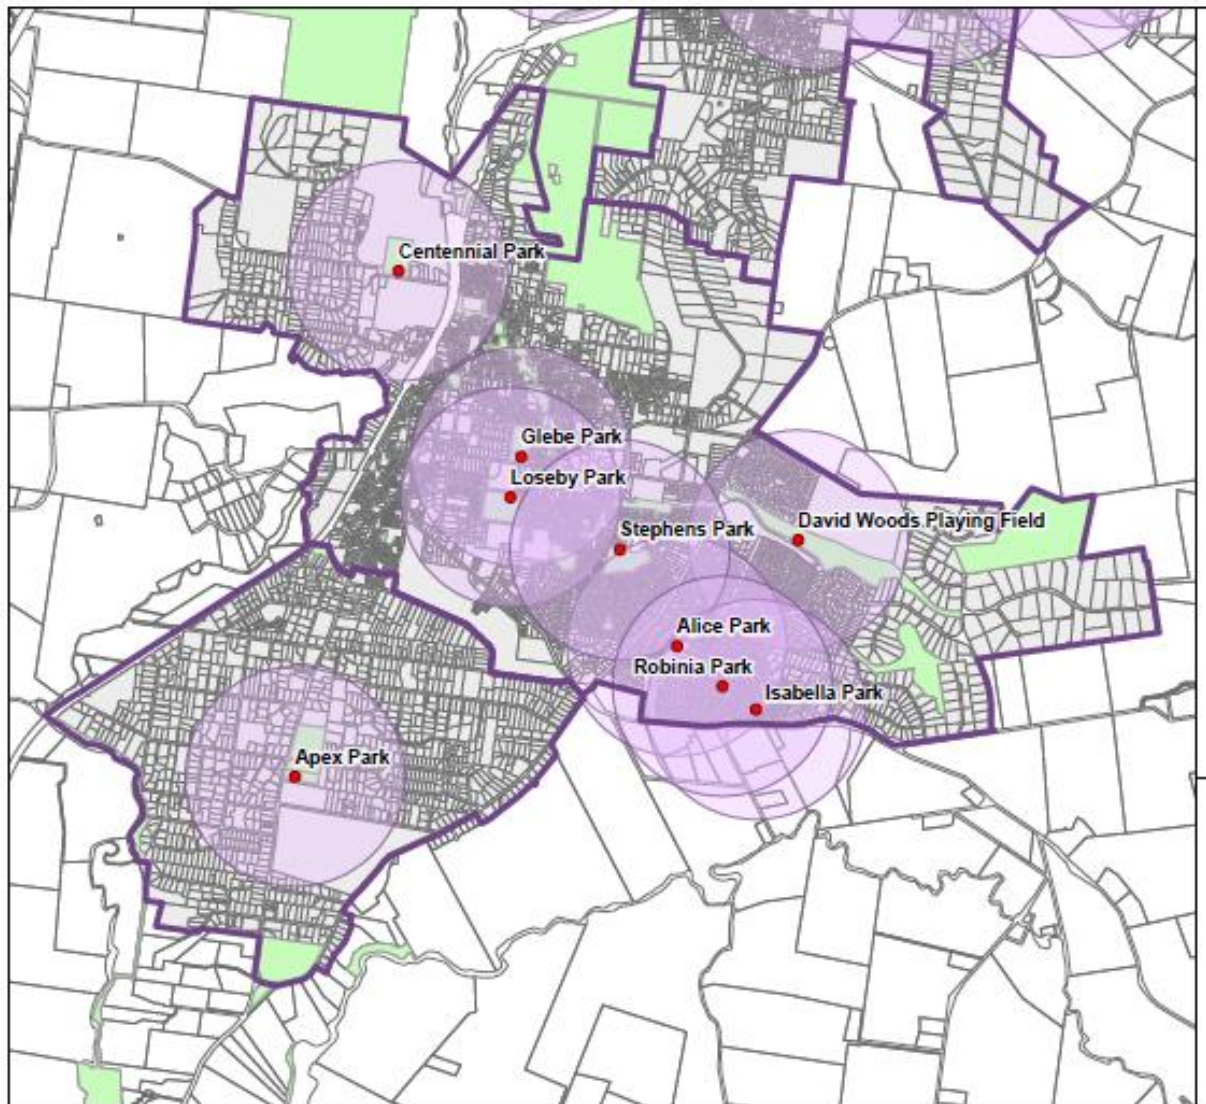 Centennial Park
Glebe Park
Loseby Park
Stephens Park
David Woods Playing Field
Alice Park
Robinia Park
Isabella Park
Apex Park